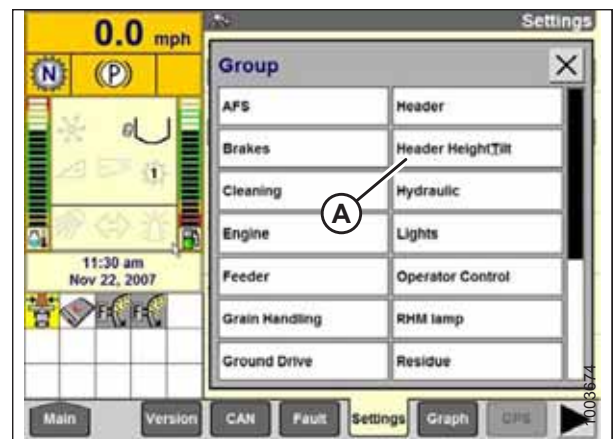 0.0 mph
Settings
N
(P)
1
11:30 am
Nov 22, 2007
Group
AFS
Header
Brakes
Header Height/Tilt
Cleaning
Hydraulic
A
Engine
Lights
Feeder
Operator Control
Grain Handling
RHM lamp
Ground Drive
Residue
1003674
Main
Version
CAN
Fault
Settings
Graph
GPS